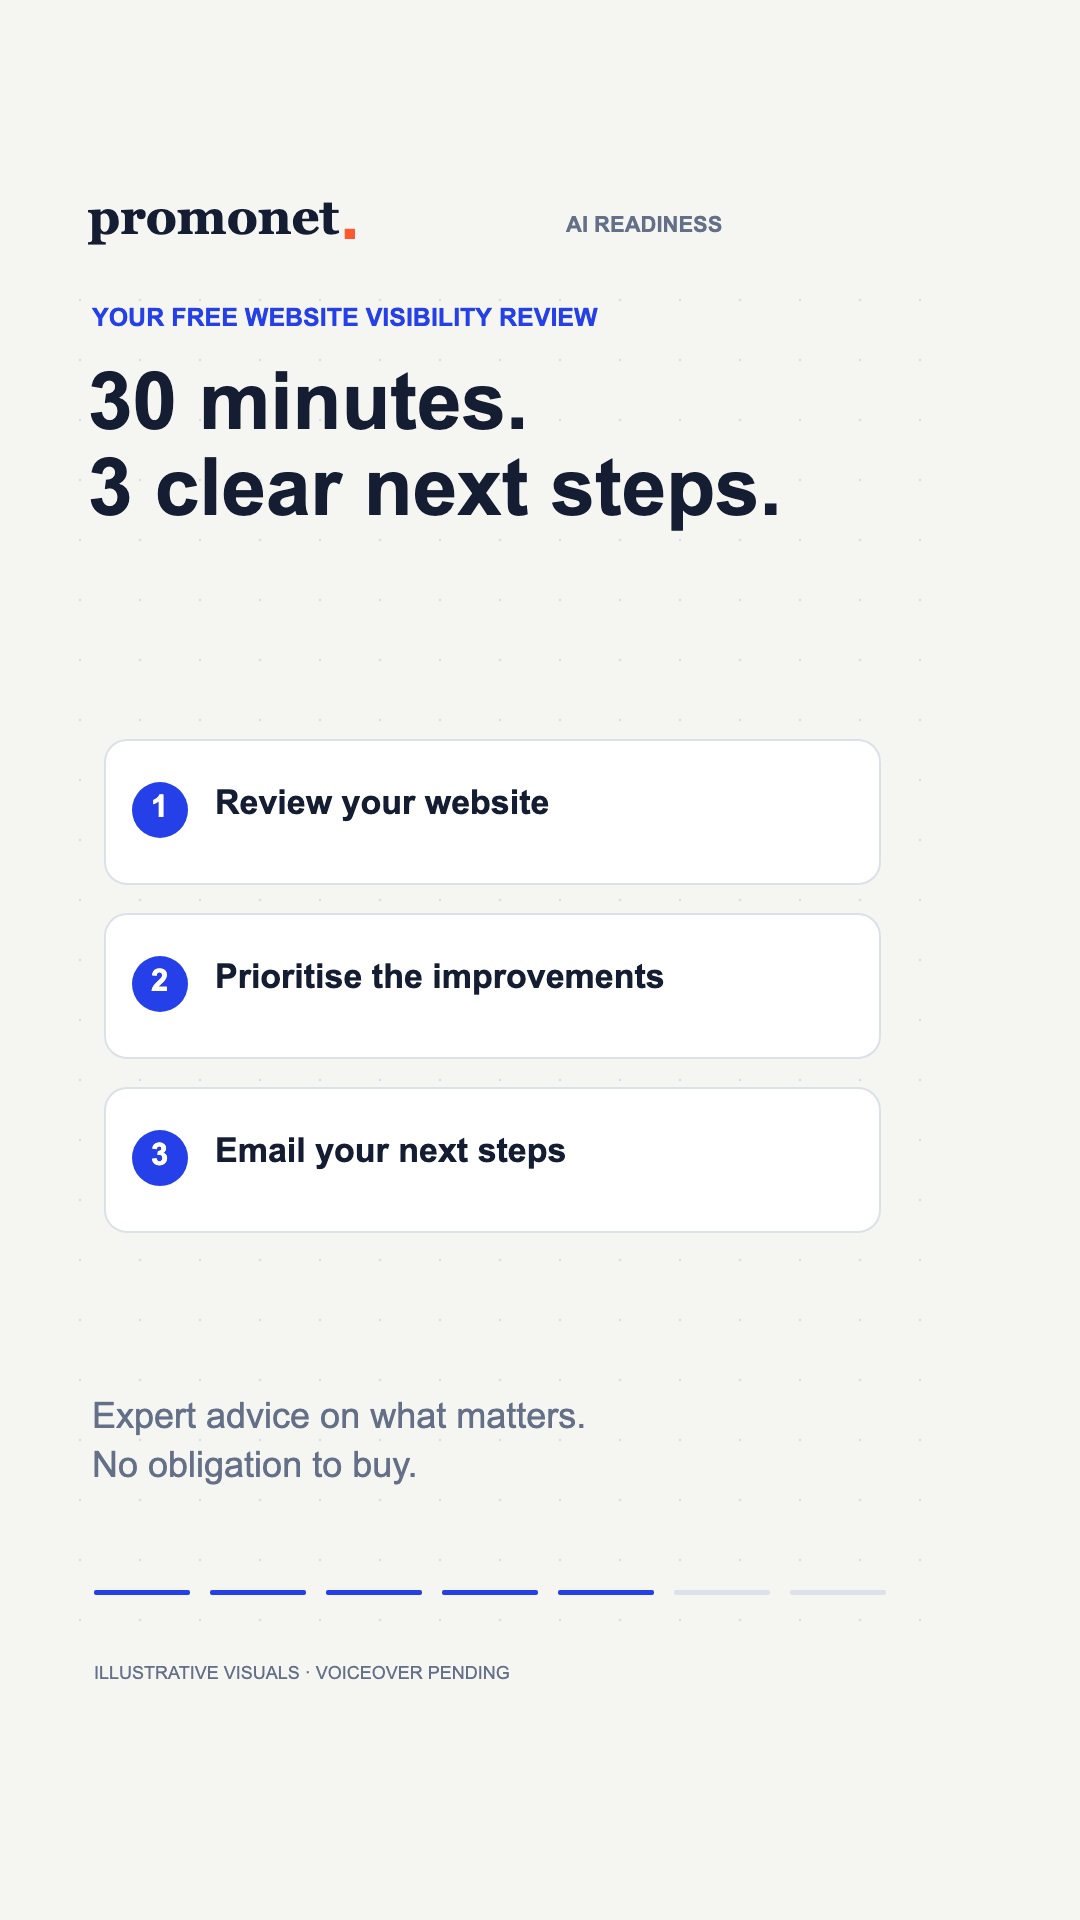 promonet.
AI READINESS
YOUR FREE WEBSITE VISIBILITY REVIEW
30 minutes.
3 clear next steps.
1 Review your website
2 Prioritise the improvements
3 Email your next steps
Expert advice on what matters.
No obligation to buy.
ILLUSTRATIVE VISUALS · VOICEOVER PENDING